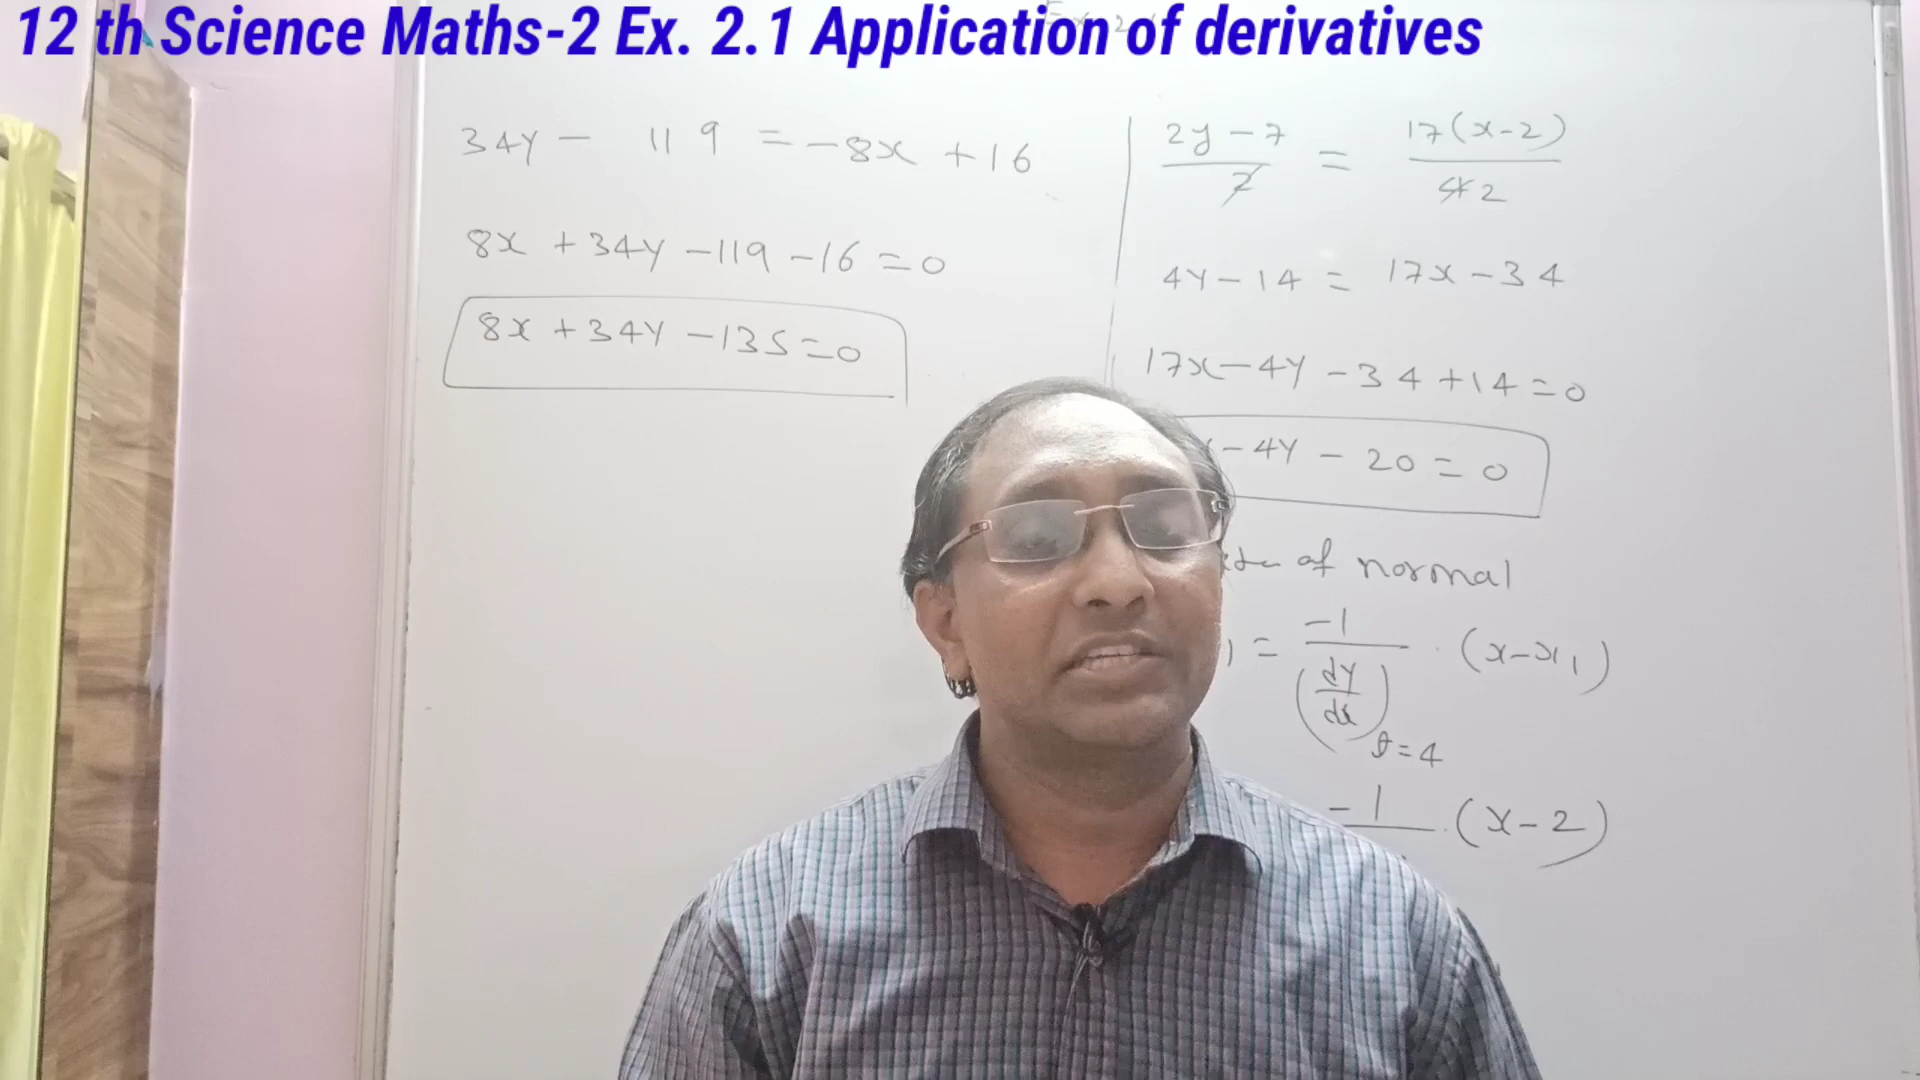 12 th Science Maths-2 Ex. 2.1 Application of derivatives
34y - 119 = -8x + 16
8x + 34y - 119 - 16 = 0
8x + 34y - 135 = 0
2y - 7 / 2 = 17(x-2) / 4 2
4y - 14 = 17x - 34
17x - 4y - 34 + 14 = 0
- 4y - 20 = 0
of normal
) = -1 / (dy/dx) . (x - x1)
= 4
-1 . (x - 2)